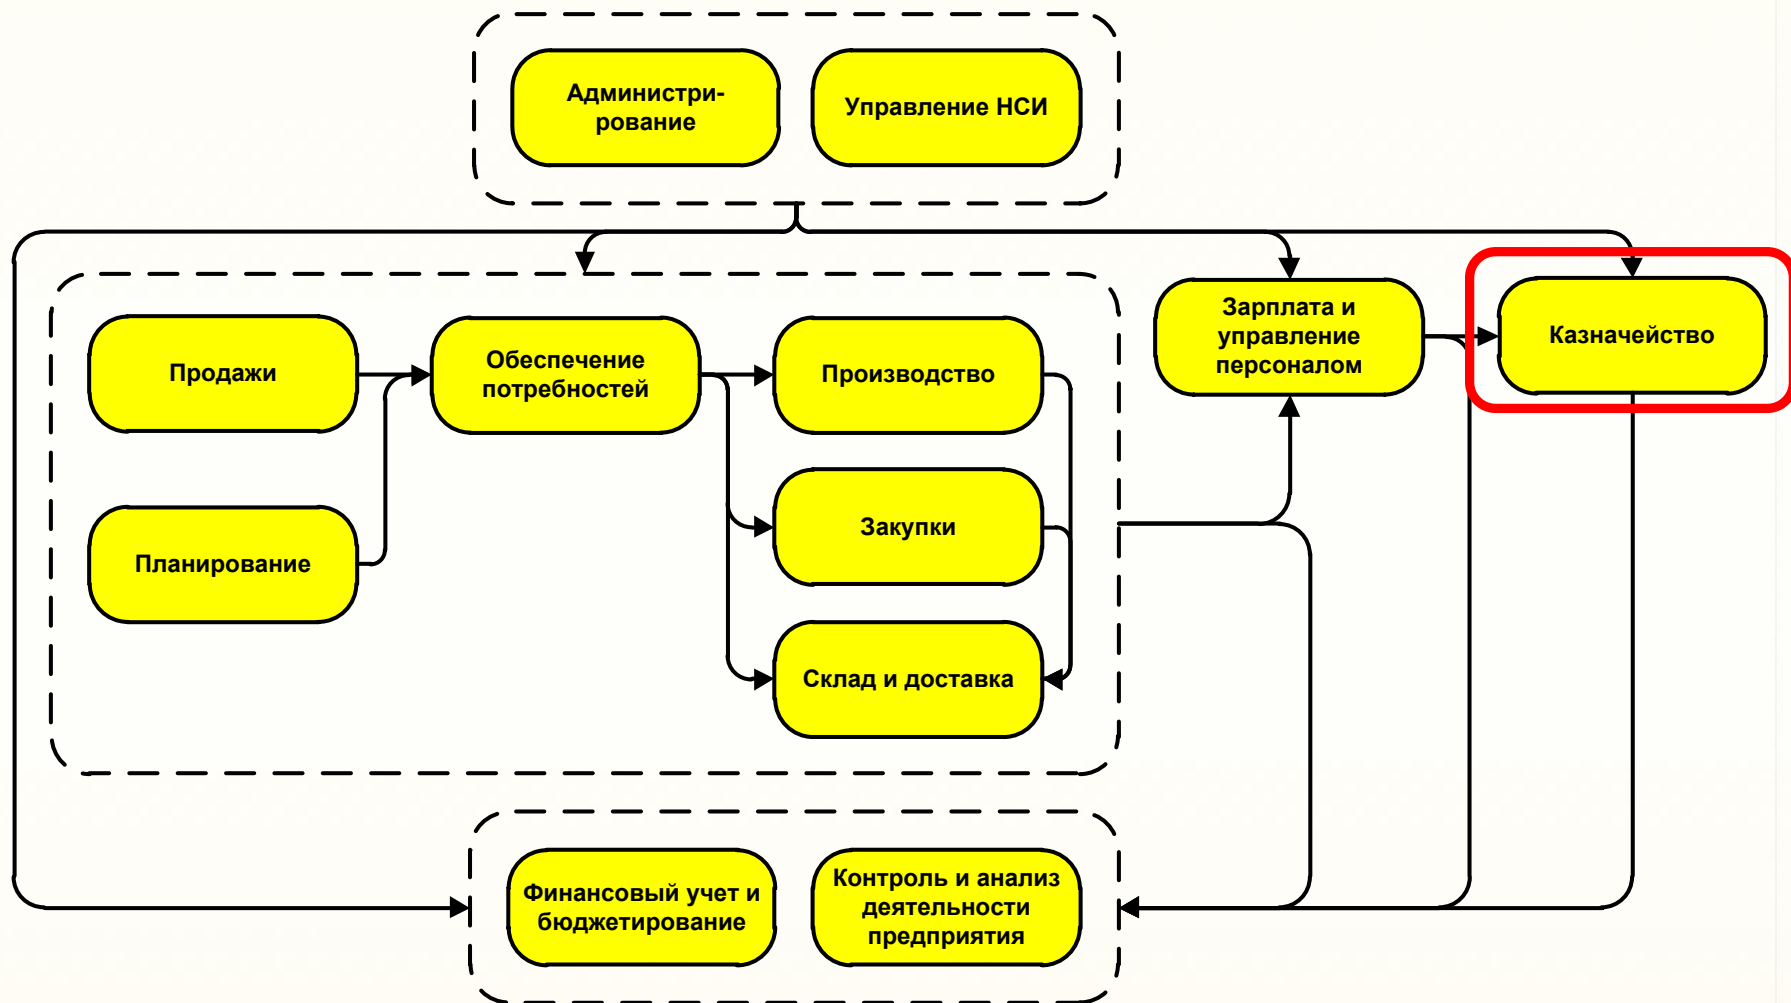 Администри-
рование
Управление НСИ
Продажи
Обеспечение
потребностей
Производство
Зарплата и
управление
персоналом
Казначейство
Планирование
Закупки
Склад и доставка
Финансовый учет и
бюджетирование
Контроль и анализ
деятельности
предприятия